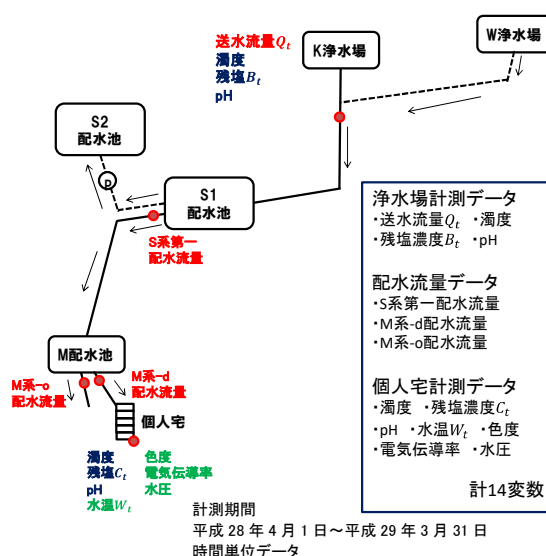 送水流量Qt
濁度
残塩Bt
pH
K浄水場
W浄水場
S2
配水池
P
S1
配水池
S系第一
配水流量
M配水池
M系-o
配水流量
M系-d
配水流量
個人宅
濁度
残塩Ct
pH
水温Wt
色度
電気伝導率
水圧
浄水場計測データ
・送水流量Qt ・濁度
・残塩濃度Bt ・pH
配水流量データ
・S系第一配水流量
・M系-d配水流量
・M系-o配水流量
個人宅計測データ
・濁度 ・残塩濃度Ct
・pH ・水温Wt ・色度
・電気伝導率 ・水圧
計14変数
計測期間
平成 28 年 4 月 1 日～平成 29 年 3 月 31 日
時間単位データ